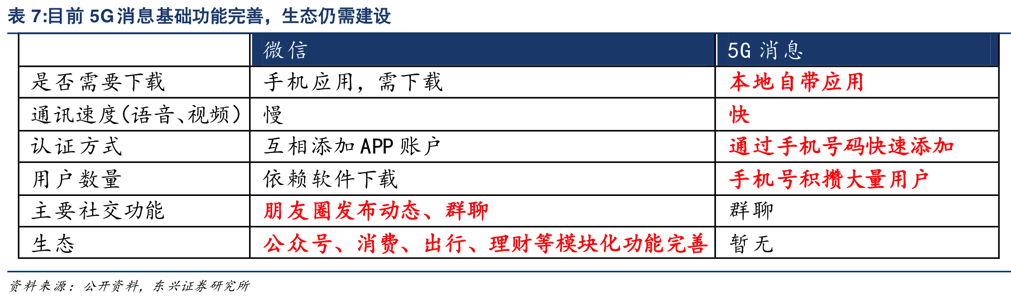 表 7:目前 5G 消息基础功能完善，生态仍需建设
微信 5G 消息
是否需要下载 手机应用，需下载 本地自带应用
通讯速度(语音、视频) 慢 快
认证方式 互相添加 APP 账户 通过手机号码快速添加
用户数量 依赖软件下载 手机号积攒大量用户
主要社交功能 朋友圈发布动态、群聊 群聊
生态 公众号、消费、出行、理财等模块化功能完善 暂无
资料来源：公开资料，东兴证券研究所